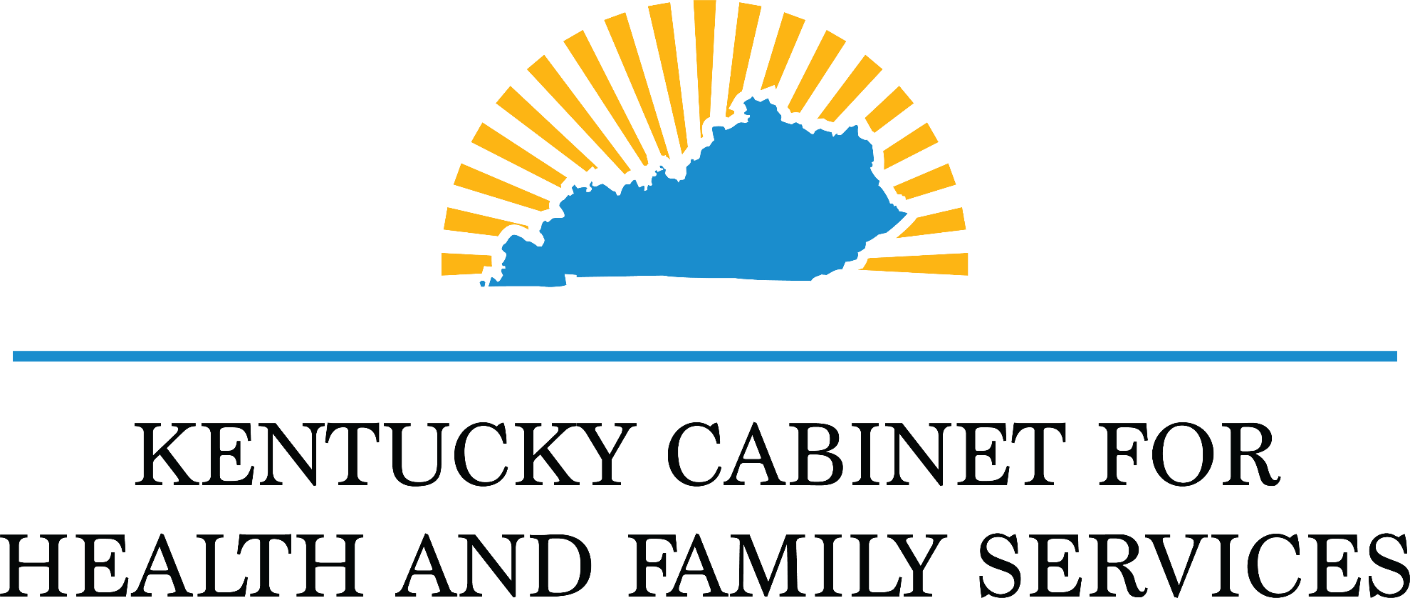 KENTUCKY CABINET FOR
HEALTH AND FAMILY SERVICES